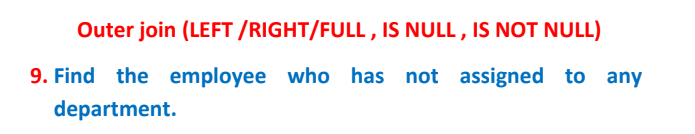 Outer join (LEFT /RIGHT/FULL , IS NULL , IS NOT NULL)
9. Find the employee who has not assigned to any
department.